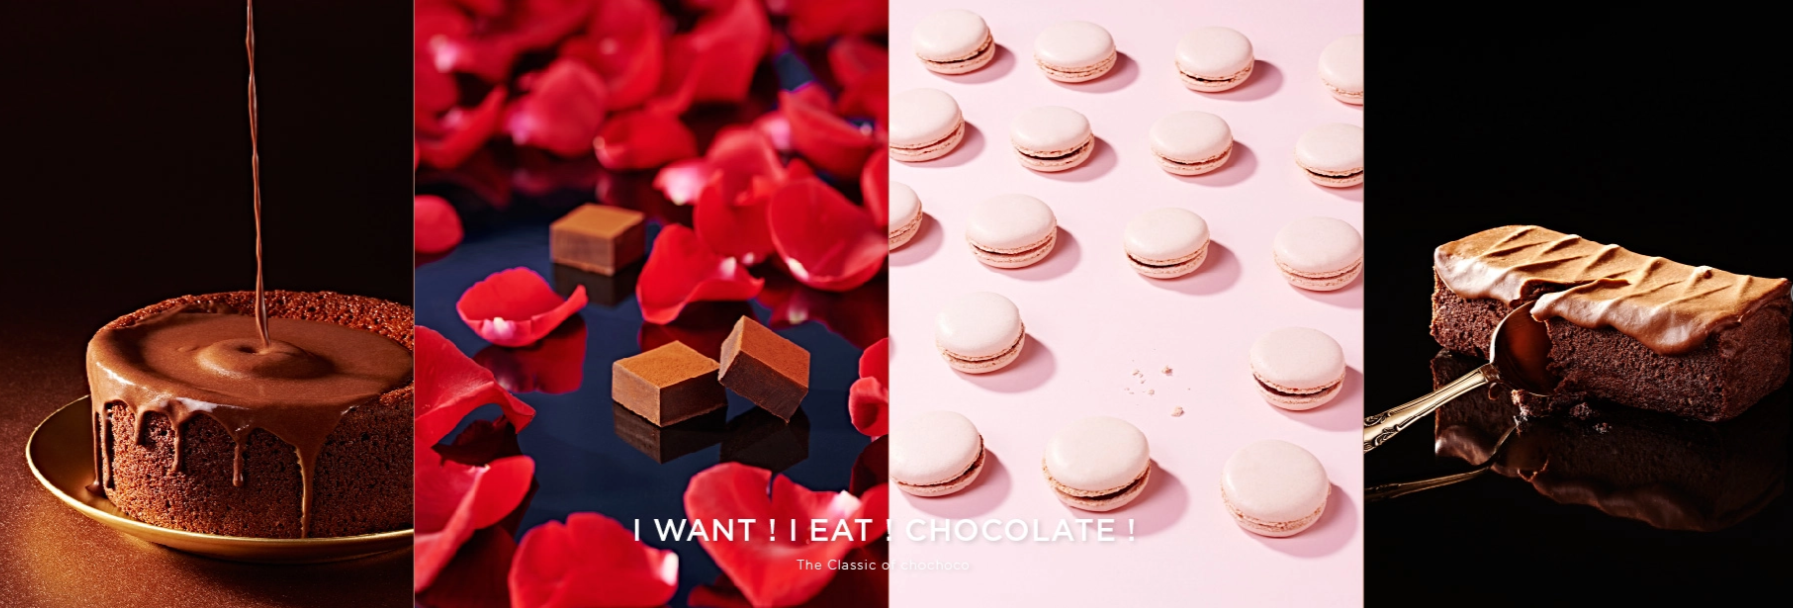 I WANT ! I EAT ! CHOCOLATE !
The Classic of chochoco